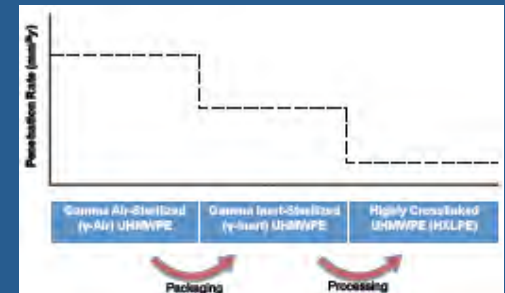 Penetration Rate (mm/y)
Gamma Air-Sterilized
(γ-Air) UHMWPE
Gamma Inert-Sterilized
(γ-Inert) UHMWPE
Highly Crosslinked
UHMWPE (HXLPE)
Packaging
Processing